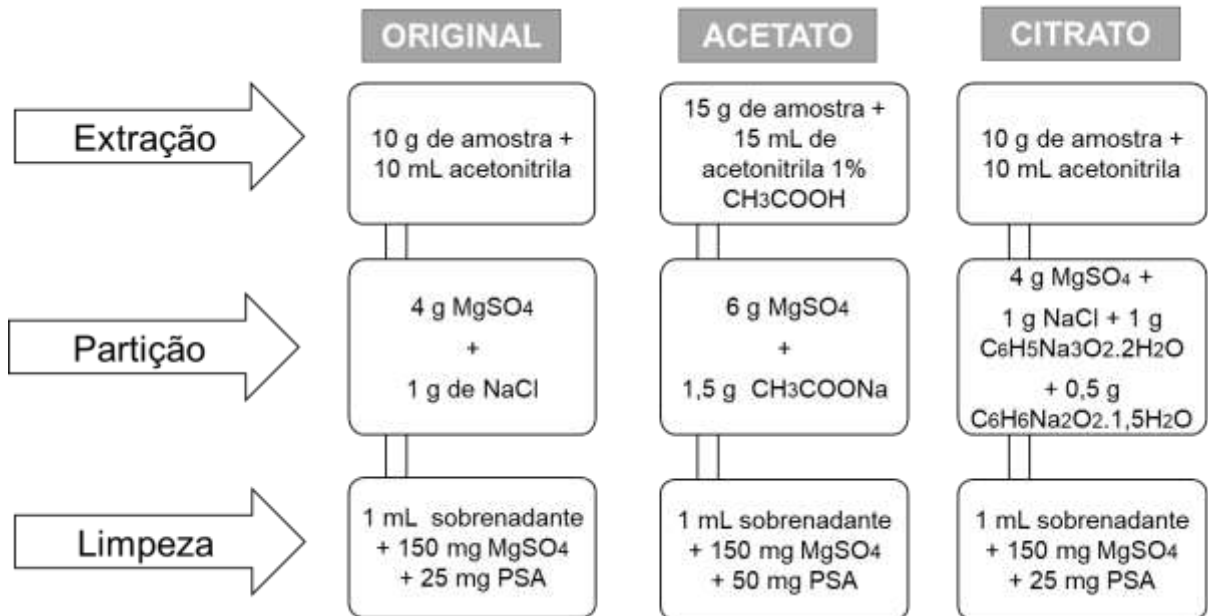 ORIGINAL
ACETATO
CITRATO
Extração
10 g de amostra +
10 mL acetonitrila
15 g de amostra +
15 mL de
acetonitrila 1%
CH3COOH
10 g de amostra +
10 mL acetonitrila
Partição
4 g MgSO4
+
1 g de NaCl
6 g MgSO4
+
1,5 g CH3COONa
4 g MgSO4 +
1 g NaCl + 1 g
C6H5Na3O2.2H2O
+ 0,5 g
C6H6Na2O2.1,5H2O
Limpeza
1 mL sobrenadante
+ 150 mg MgSO4
+ 25 mg PSA
1 mL sobrenadante
+ 150 mg MgSO4
+ 50 mg PSA
1 mL sobrenadante
+ 150 mg MgSO4
+ 25 mg PSA